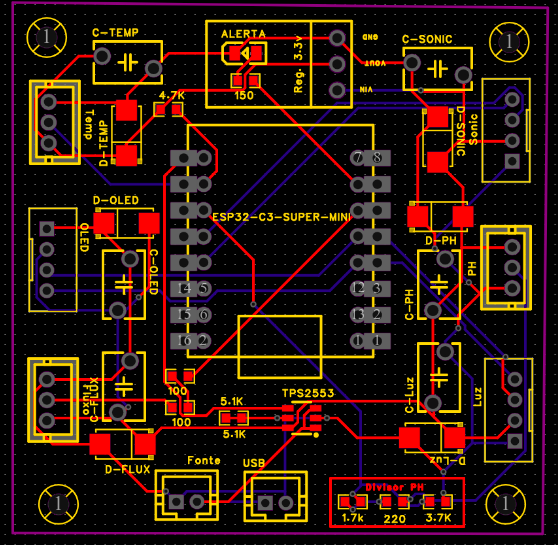 C-TEMP
ALERTA
GND
VOUT
VIN
Reg. 3.3v
C-SONIC
1
1
4.7K
150
Temp
D-TEMP
D-SONIC
Sonic
7 8
ESP32-C3-SUPER-MINI
D-OLED
OLED
C-OLED
D-PH
PH
C-PH
14 5
15 6
16 2
12 3
13 2
1 1
Fluxo
C-FLUX
D-FLUX
100
100
5.1K
5.1K
TPS2553
C-Luz
Luz
D-Luz
Fonte
USB
Divisor PH
1.7k
220
3.7K
1
1